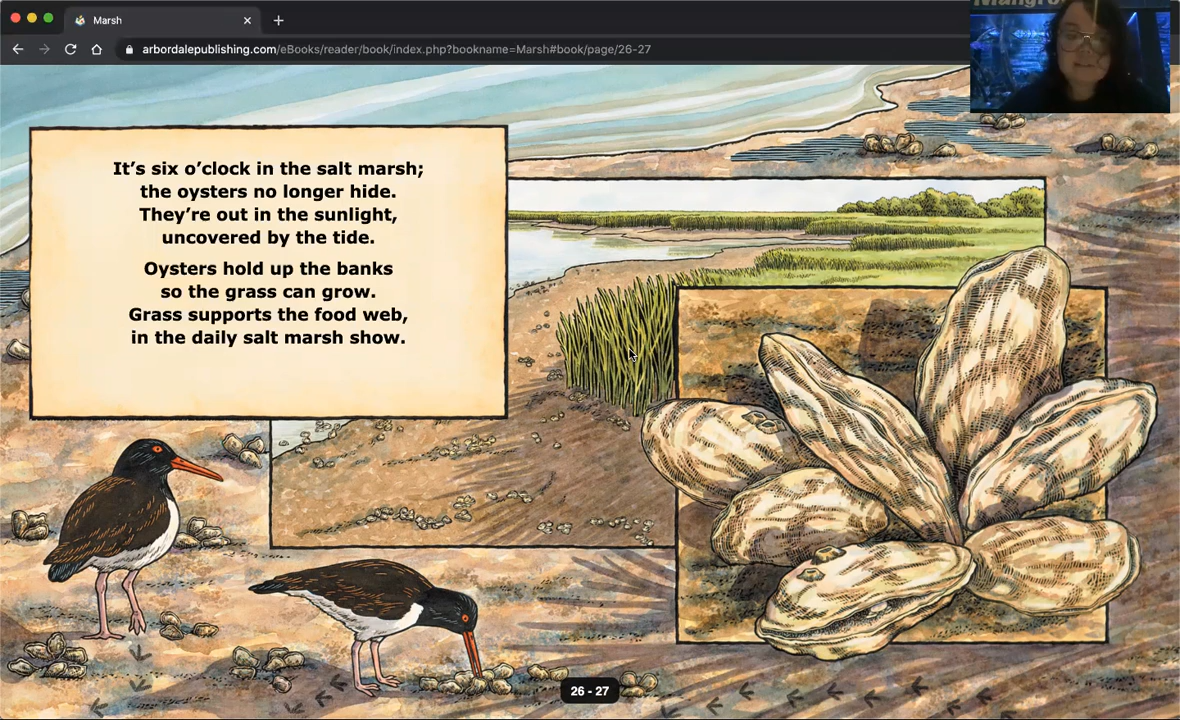 Marsh
arbordalepublishing.com/eBooks/reader/book/index.php?bookname=Marsh#book/page/26-27
It's six o'clock in the salt marsh;
the oysters no longer hide.
They're out in the sunlight,
uncovered by the tide.
Oysters hold up the banks
so the grass can grow.
Grass supports the food web,
in the daily salt marsh show.
26 - 27